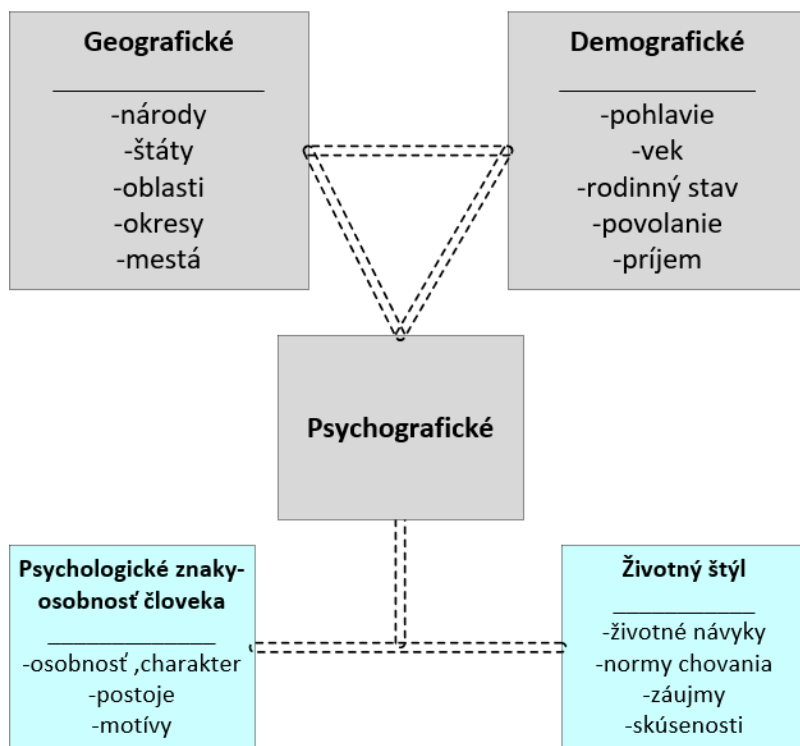 Geografické
-národy
-štáty
-oblasti
-okresy
-mestá
Demografické
-pohlavie
-vek
-rodinný stav
-povolanie
-príjem
Psychografické
Psychologické znaky-
osobnosť človeka
-osobnosť ,charakter
-postoje
-motívy
Životný štýl
-životné návyky
-normy chovania
-záujmy
-skúsenosti